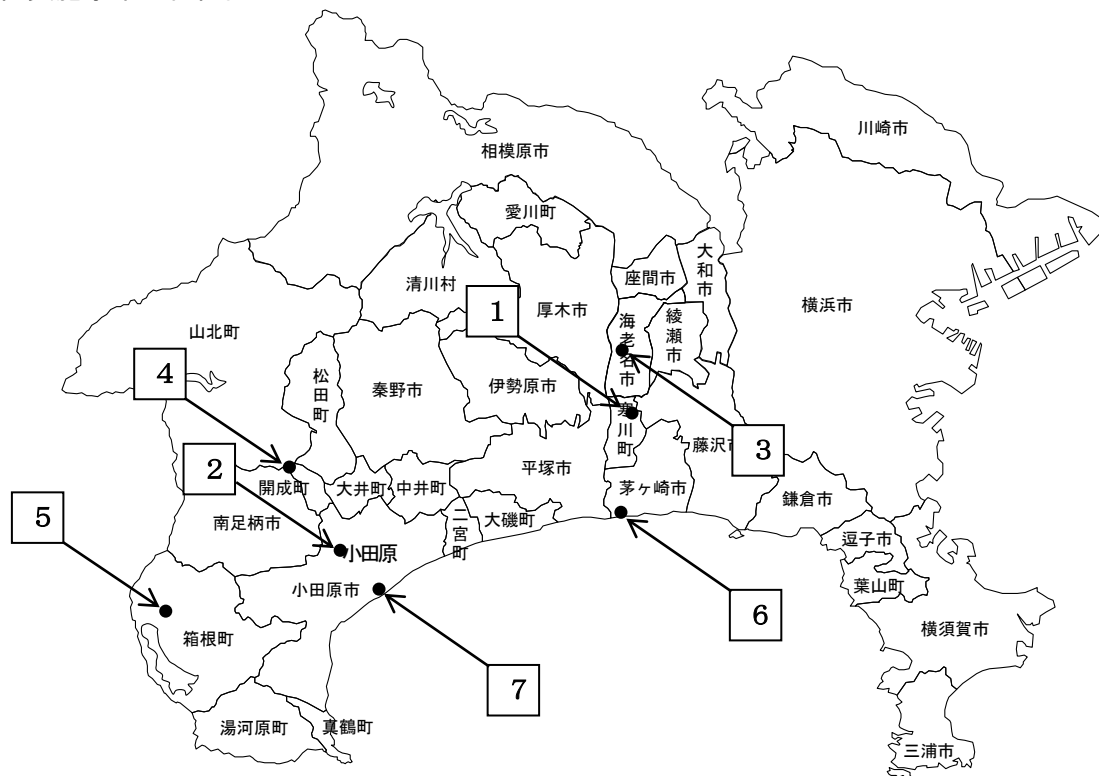 川崎市
相模原市
愛川町
大和市
座間市
清川村
横浜市
1
厚木市
海老名市
綾瀬市
山北町
4
松田町
秦野市
伊勢原市
寒川町
3
藤沢市
2
平塚市
開成町
大井町
中井町
茅ヶ崎市
鎌倉市
5
南足柄市
二宮町
大磯町
逗子市
小田原
葉山町
小田原市
6
箱根町
横須賀市
7
湯河原町
真鶴町
三浦市